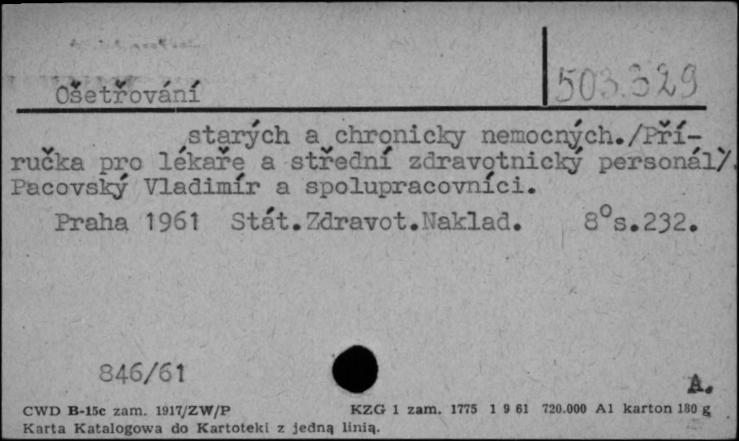 503.329
Ošetřování
starých a chronicky nemocných./Pří-
ručka pro lékaře a střední zdravotnický personál/.
Pacovský Vladimír a spolupracovníci.
Praha 1961 Stát.Zdravot.Naklad. 8°s.232.
846/61
A.
CWD B-15c zam. 1917/ZW/P KZG 1 zam. 1775 1 9 61 720.000 A1 karton 180 g
Karta Katalogowa do Kartoteki z jedną linią.